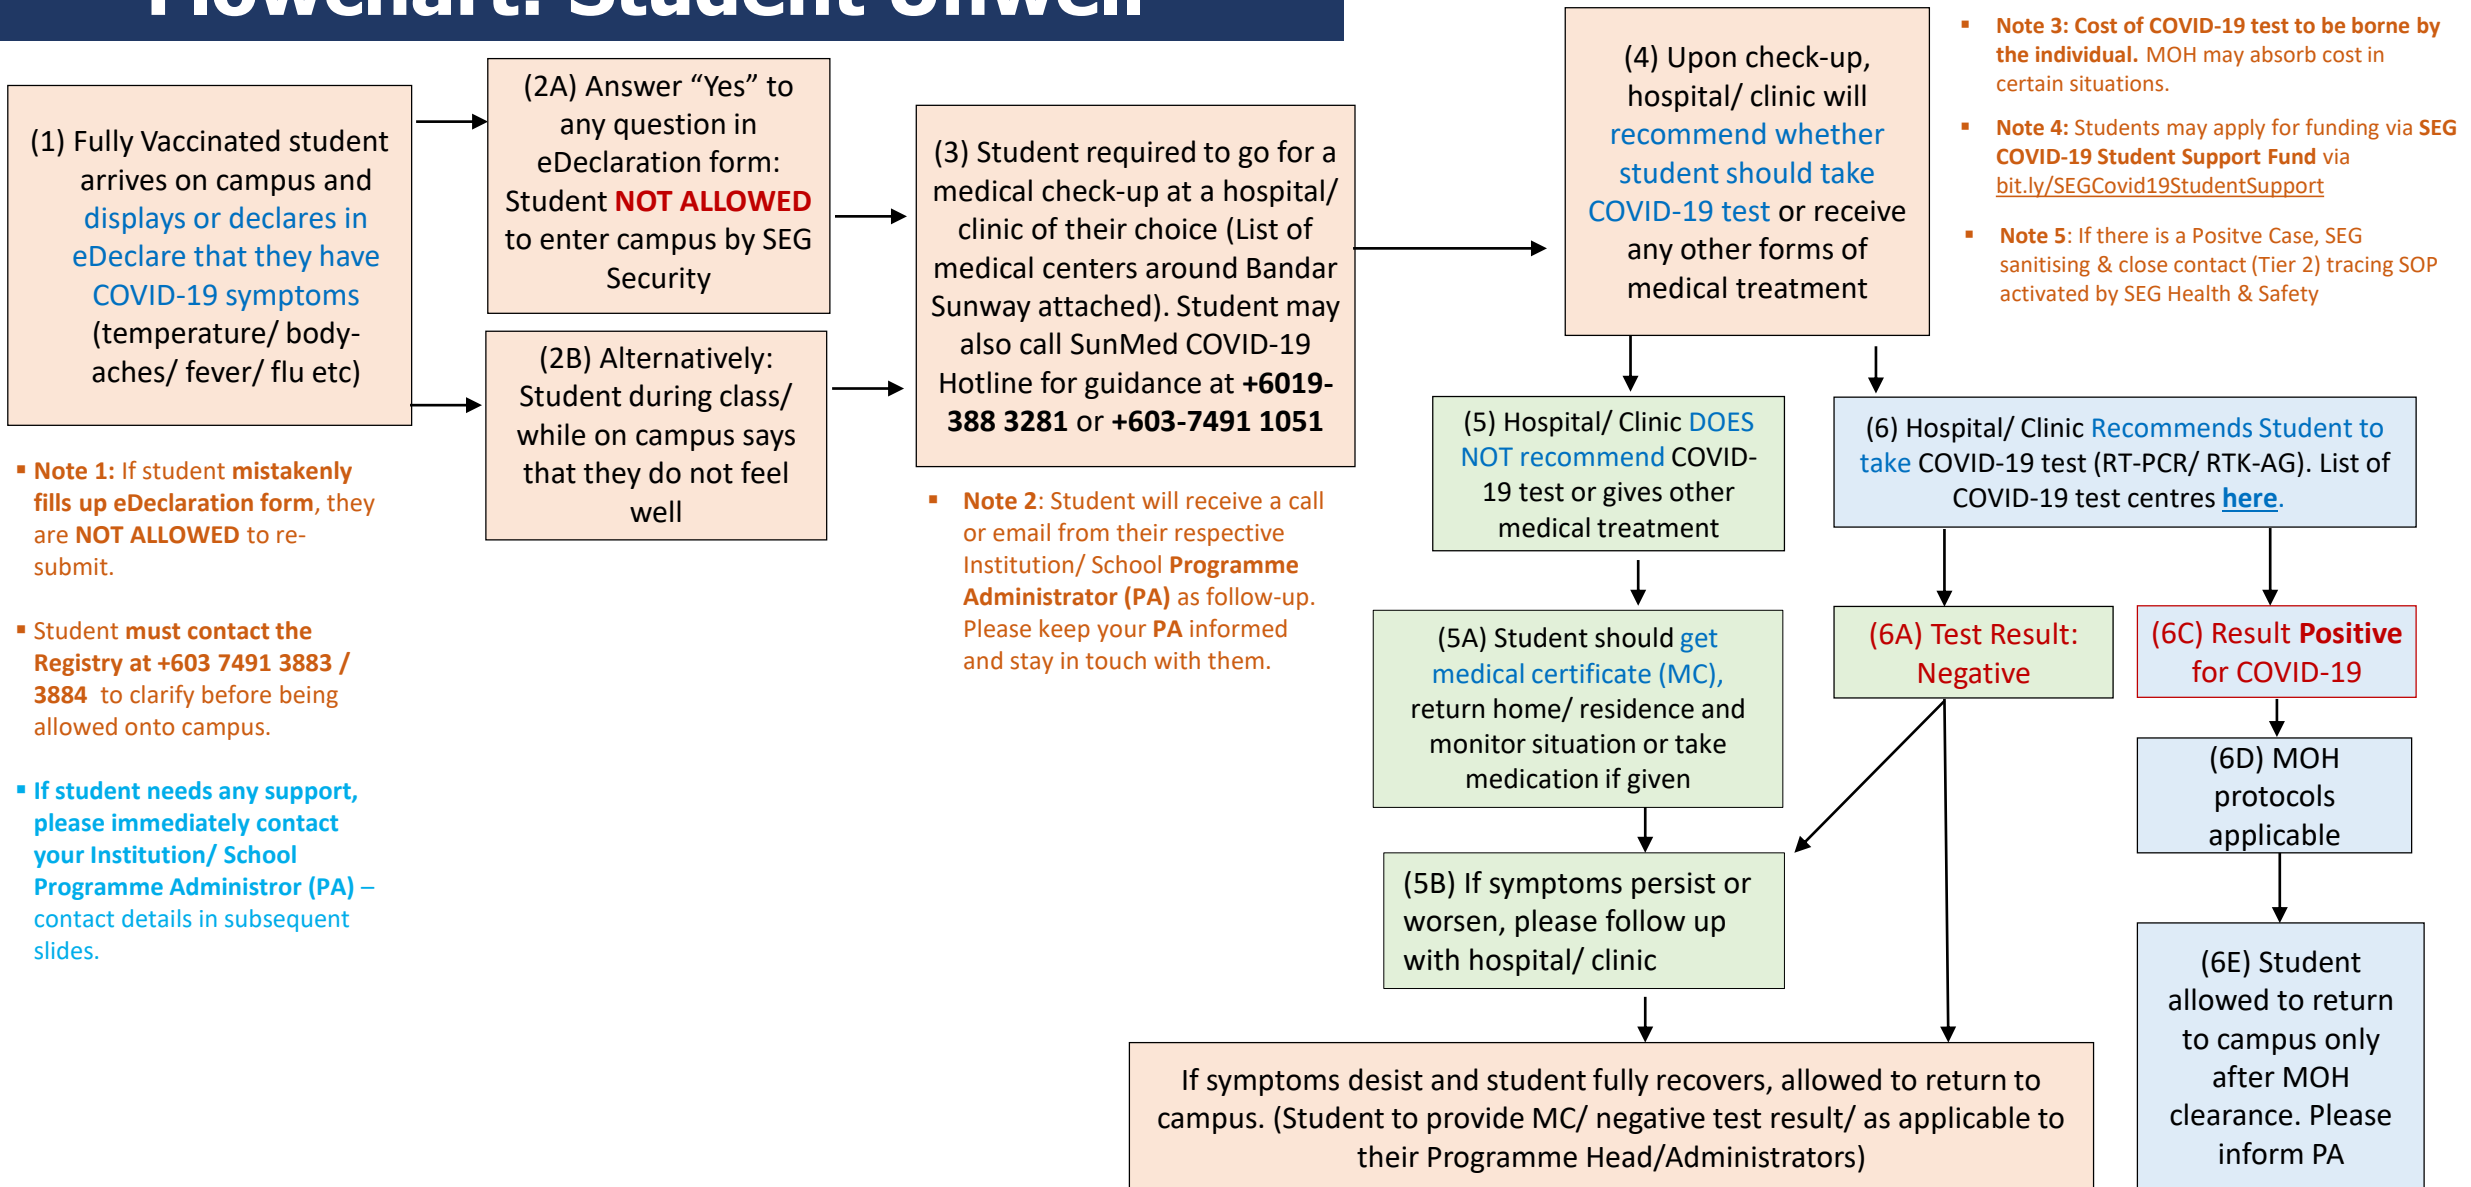 Flowchart: Student Unwell
(1) Fully Vaccinated student
arrives on campus and
displays or declares in
eDeclare that they have
COVID-19 symptoms
(temperature/ body-
aches/ fever/ flu etc)
▪ Note 1: If student mistakenly
fills up eDeclaration form, they
are NOT ALLOWED to re-
submit.
▪ Student must contact the
Registry at +603 7491 3883 /
3884 to clarify before being
allowed onto campus.
▪ If student needs any support,
please immediately contact
your Institution/ School
Programme Administror (PA) –
contact details in subsequent
slides.
(2A) Answer “Yes” to
any question in
eDeclaration form:
Student NOT ALLOWED
to enter campus by SEG
Security
(2B) Alternatively:
Student during class/
while on campus says
that they do not feel
well
(3) Student required to go for a
medical check-up at a hospital/
clinic of their choice (List of
medical centers around Bandar
Sunway attached). Student may
also call SunMed COVID-19
Hotline for guidance at +6019-
388 3281 or +603-7491 1051
▪ Note 2: Student will receive a call
or email from their respective
Institution/ School Programme
Administrator (PA) as follow-up.
Please keep your PA informed
and stay in touch with them.
(4) Upon check-up,
hospital/ clinic will
recommend whether
student should take
COVID-19 test or receive
any other forms of
medical treatment
▪ Note 3: Cost of COVID-19 test to be borne by
the individual. MOH may absorb cost in
certain situations.
▪ Note 4: Students may apply for funding via SEG
COVID-19 Student Support Fund via
bit.ly/SEGCovid19StudentSupport
▪ Note 5: If there is a Positve Case, SEG
sanitising & close contact (Tier 2) tracing SOP
activated by SEG Health & Safety
(5) Hospital/ Clinic DOES
NOT recommend COVID-
19 test or gives other
medical treatment
(5A) Student should get
medical certificate (MC),
return home/ residence and
monitor situation or take
medication if given
(5B) If symptoms persist or
worsen, please follow up
with hospital/ clinic
(6) Hospital/ Clinic Recommends Student to
take COVID-19 test (RT-PCR/ RTK-AG). List of
COVID-19 test centres here.
(6A) Test Result:
Negative
(6C) Result Positive
for COVID-19
(6D) MOH
protocols
applicable
(6E) Student
allowed to return
to campus only
after MOH
clearance. Please
inform PA
If symptoms desist and student fully recovers, allowed to return to
campus. (Student to provide MC/ negative test result/ as applicable to
their Programme Head/Administrators)